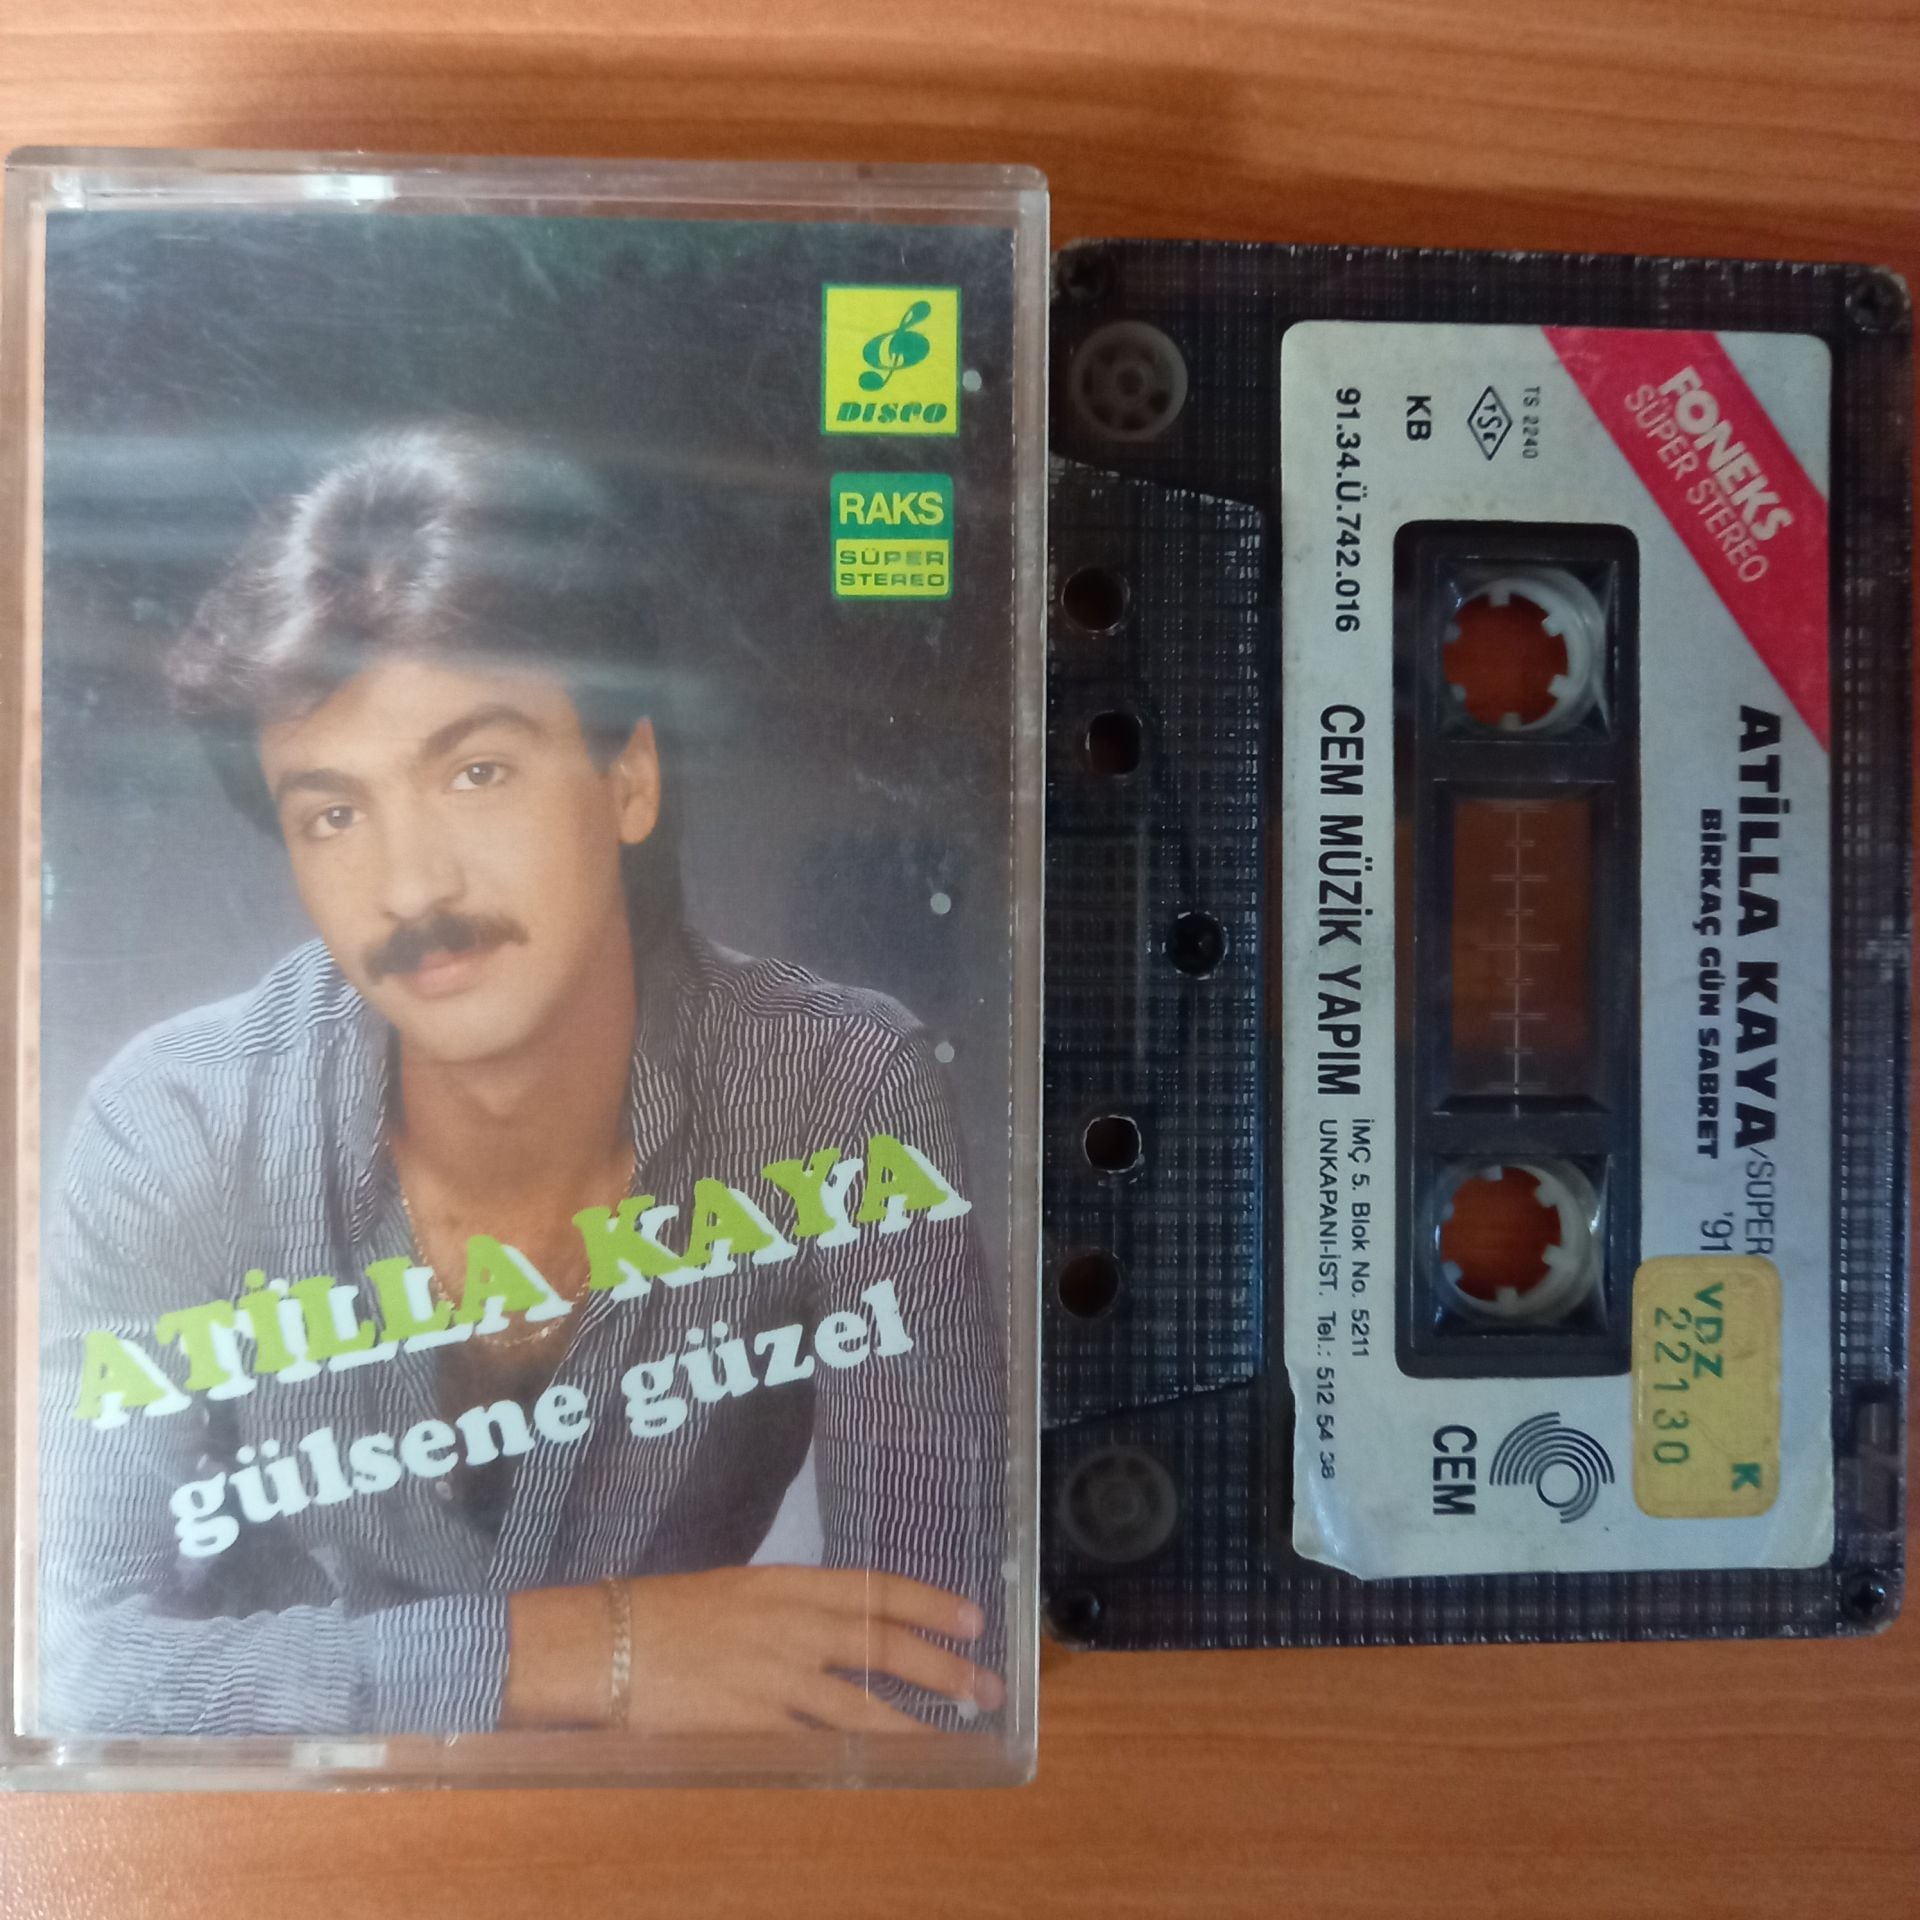 DISCO
RAKS
SÜPER
STEREO
ATİLLA KAYA
gülsene güzel
FONEKS
SÜPER STEREO
ATİLLA KAYA/SUPER '91
BİRKAÇ GÜN SABRET
TS 2240
TSE
KB
91.34.Ü.742.016
CEM MÜZİK YAPIM
İMÇ 5. Blok No. 5211
UNKAPANI-İST. Tel.: 512 54 38
CEM
K
VDZ
221130